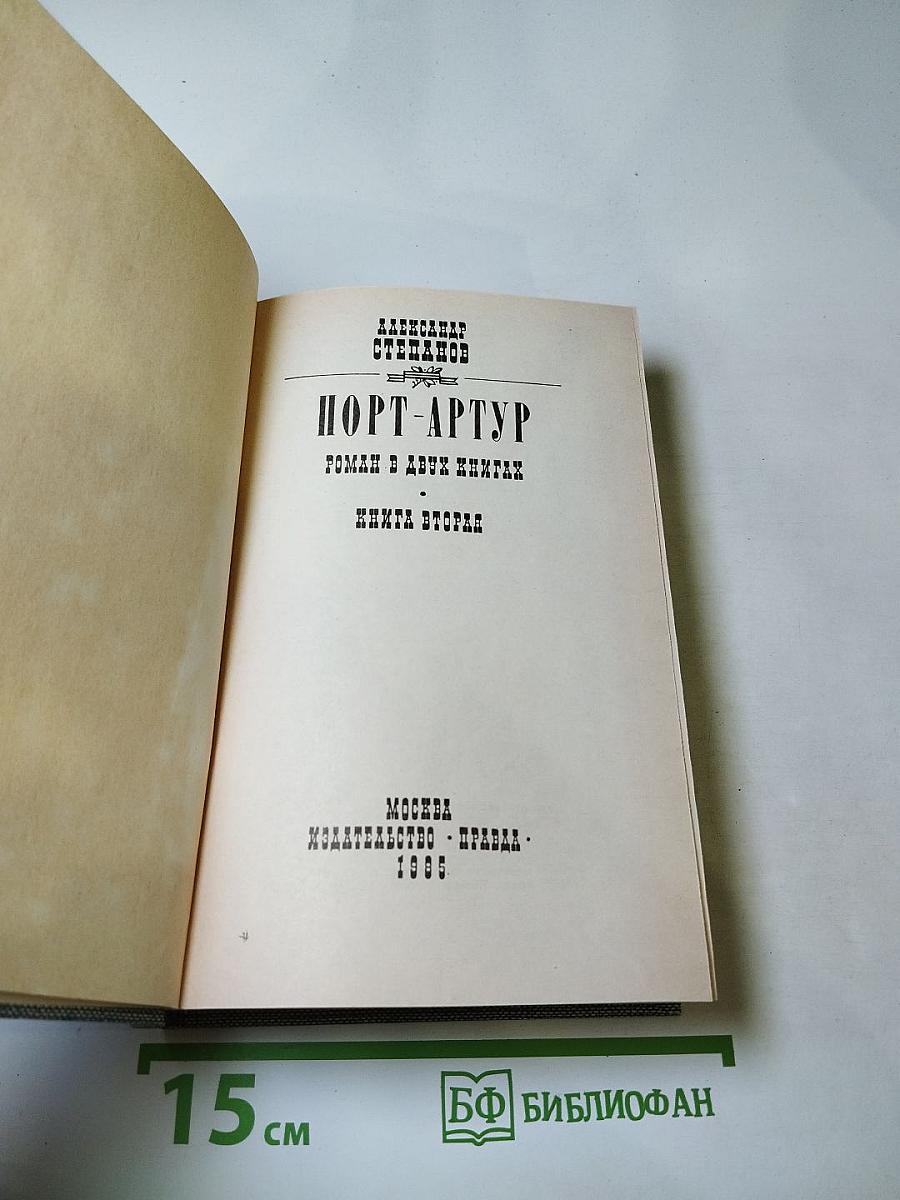 АЛЕКСАНДР
СТЕПАНОВ
ПОРТ-АРТУР
РОМАН В ДВУХ КНИГАХ
•
КНИГА ВТОРАЯ
МОСКВА
ИЗДАТЕЛЬСТВО • ПРАВДА •
1985
15 см
БФ БИБЛИОФАН